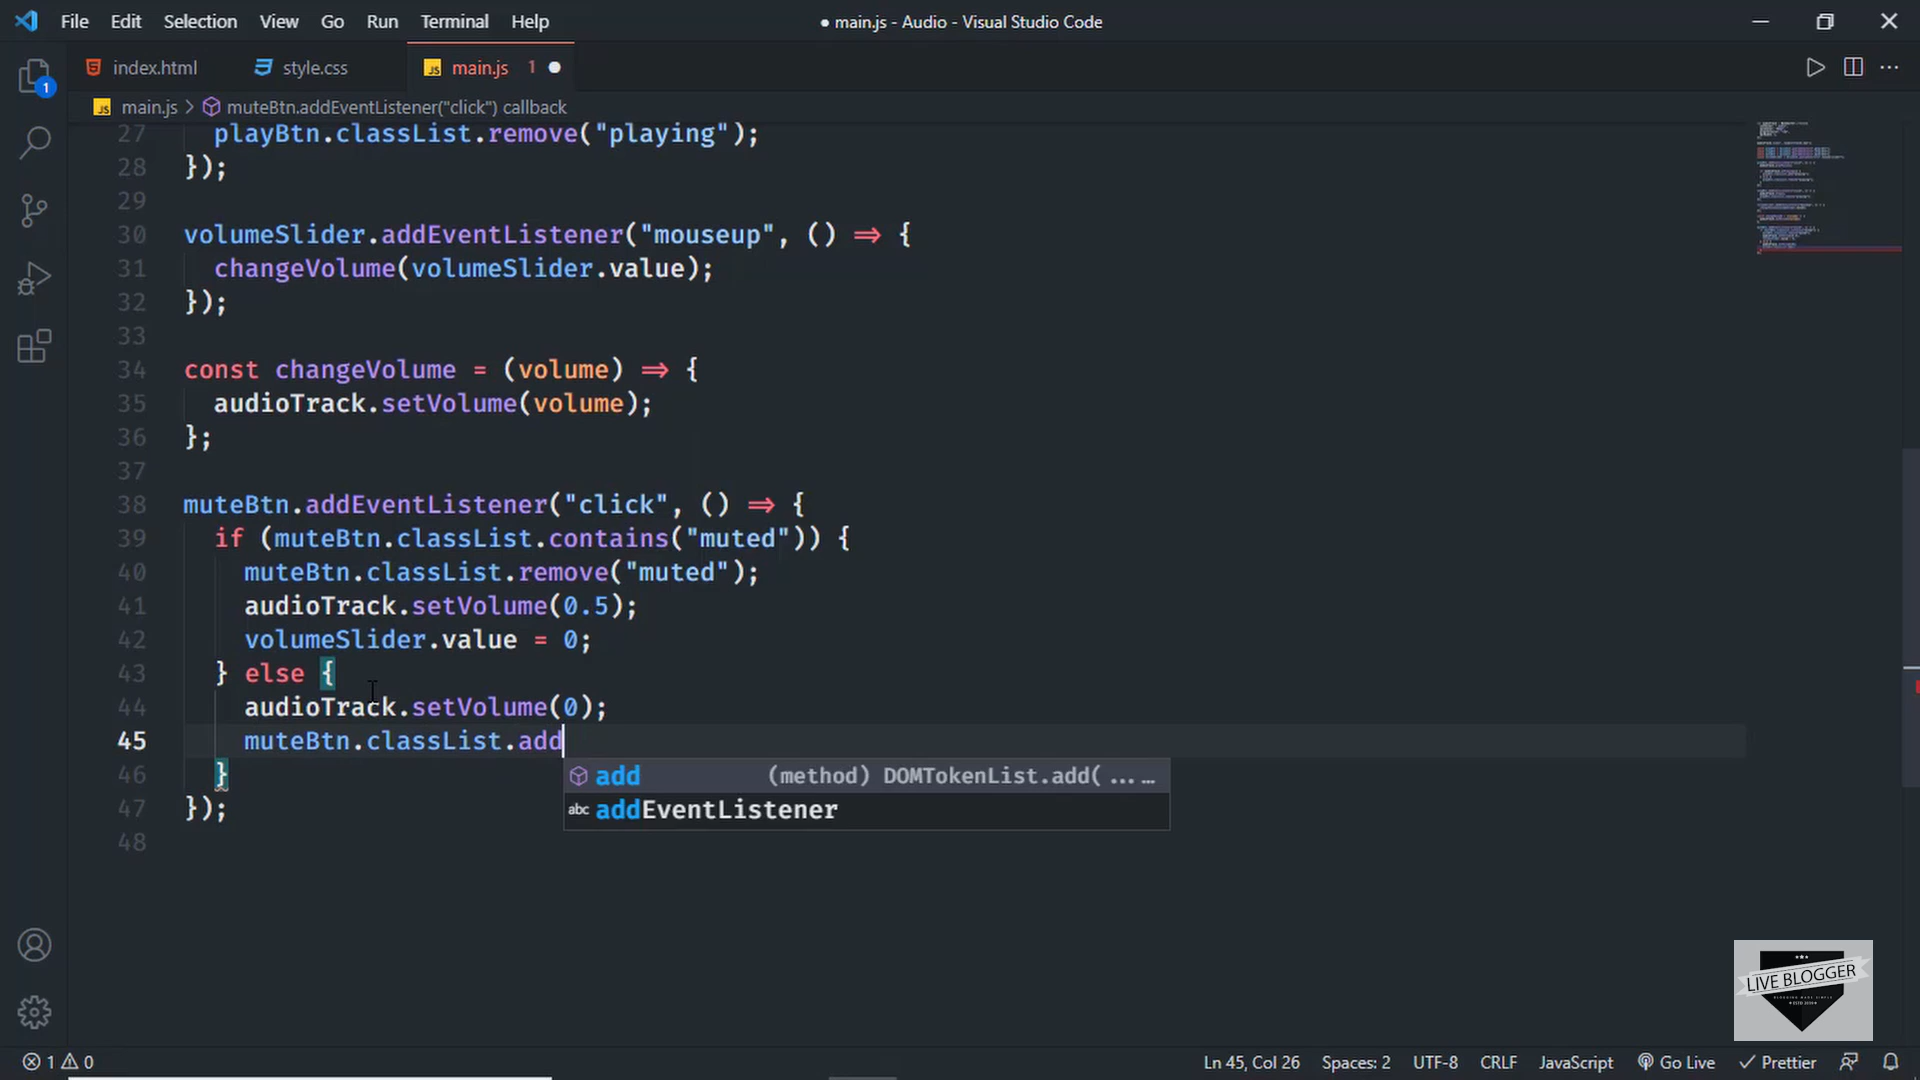 File Edit Selection View Go Run Terminal Help
● main.js - Audio - Visual Studio Code
index.html
style.css
JS main.js 1 ●
1
JS main.js > muteBtn.addEventListener("click") callback
27 playBtn.classList.remove("playing");
28 });
29
30 volumeSlider.addEventListener("mouseup", () => {
31 changeVolume(volumeSlider.value);
32 });
33
34 const changeVolume = (volume) => {
35 audioTrack.setVolume(volume);
36 };
37
38 muteBtn.addEventListener("click", () => {
39 if (muteBtn.classList.contains("muted")) {
40 muteBtn.classList.remove("muted");
41 audioTrack.setVolume(0.5);
42 volumeSlider.value = 0;
43 } else {
44 audioTrack.setVolume(0);
45 muteBtn.classList.add
add (method) DOMTokenList.add( ... …
46 }
abc addEventListener
47 });
48
LIVE BLOGGER
1 0
Ln 45, Col 26 Spaces: 2 UTF-8 CRLF JavaScript Go Live Prettier